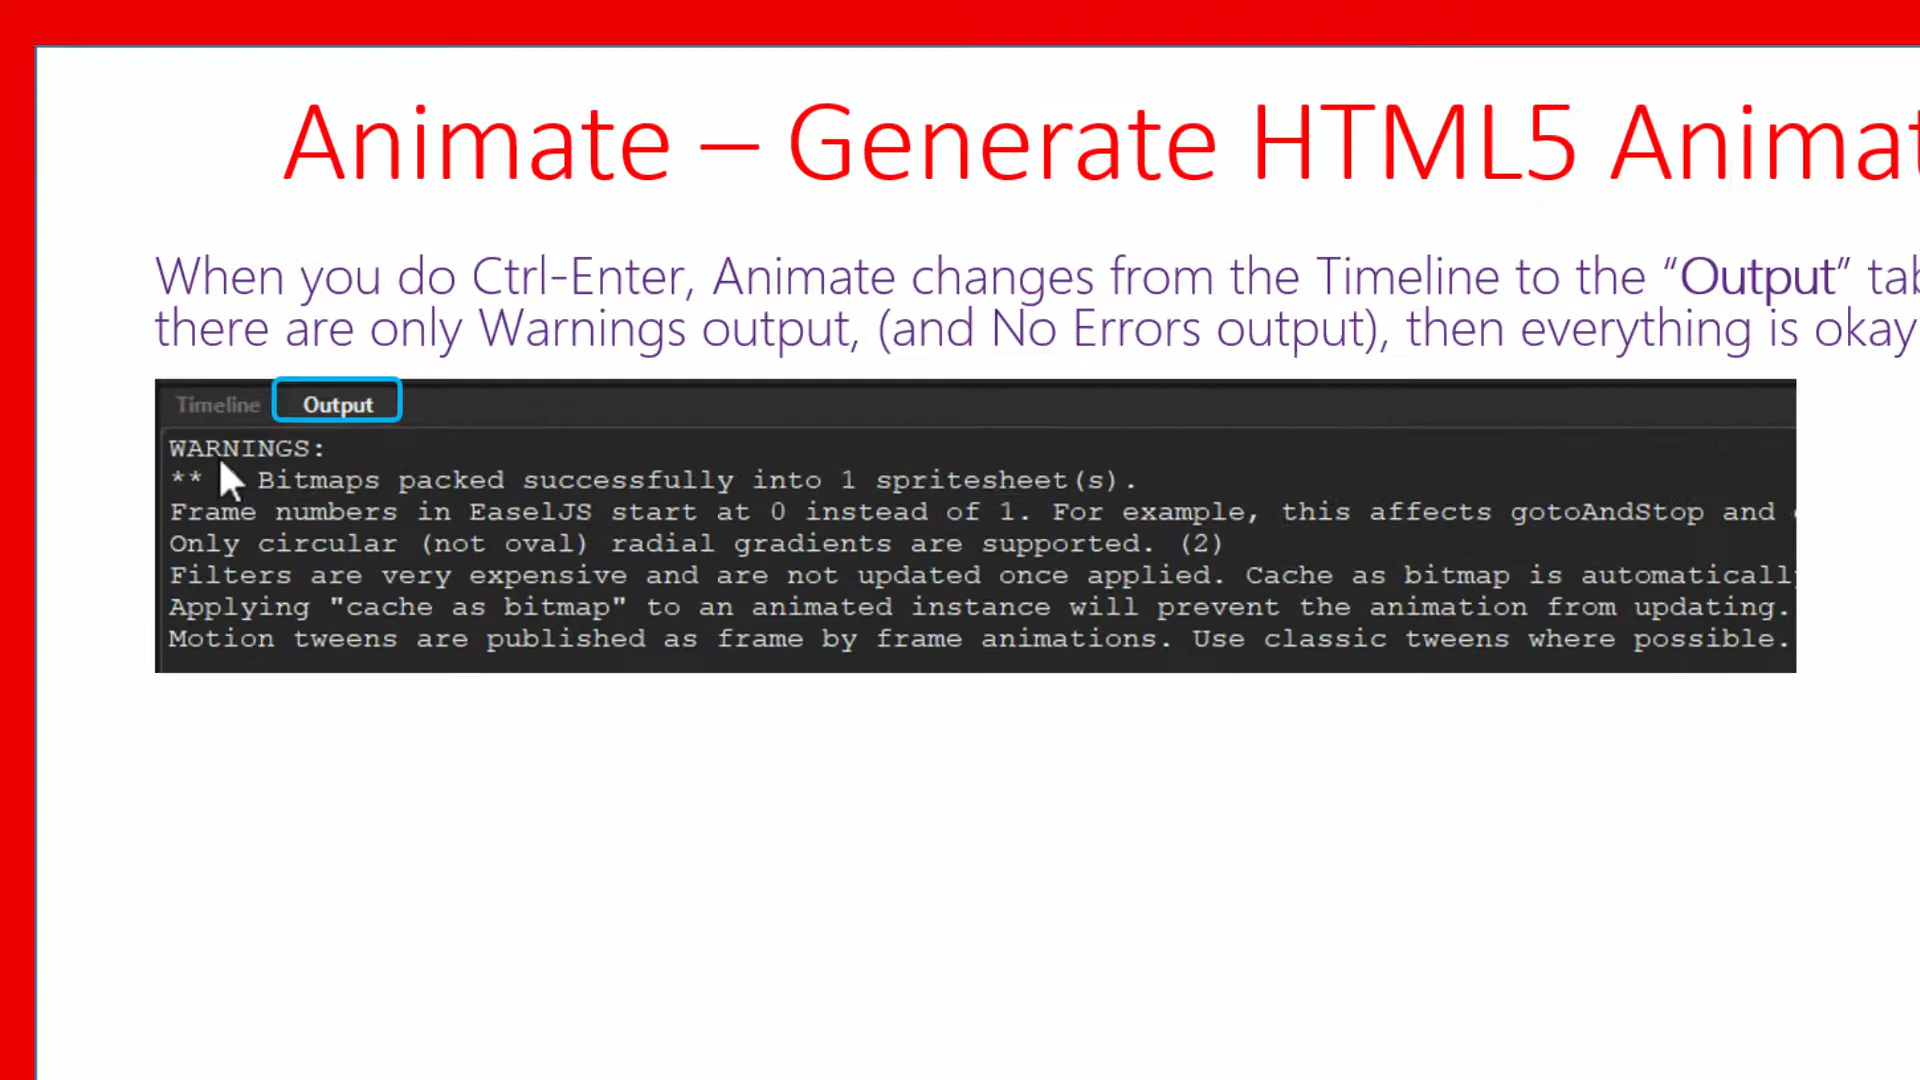 Animate – Generate HTML5
When you do Ctrl-Enter, Animate changes from the Timeline to the “Output”
there are only Warnings output, (and No Errors output), then everything is okay
Timeline Output
WARNINGS:
** Bitmaps packed successfully into 1 spritesheet(s).
Frame numbers in EaselJS start at 0 instead of 1. For example, this affects gotoAndStop and
Only circular (not oval) radial gradients are supported. (2)
Filters are very expensive and are not updated once applied. Cache as bitmap is automatically
Applying "cache as bitmap" to an animated instance will prevent the animation from updating.
Motion tweens are published as frame by frame animations. Use classic tweens where possible.